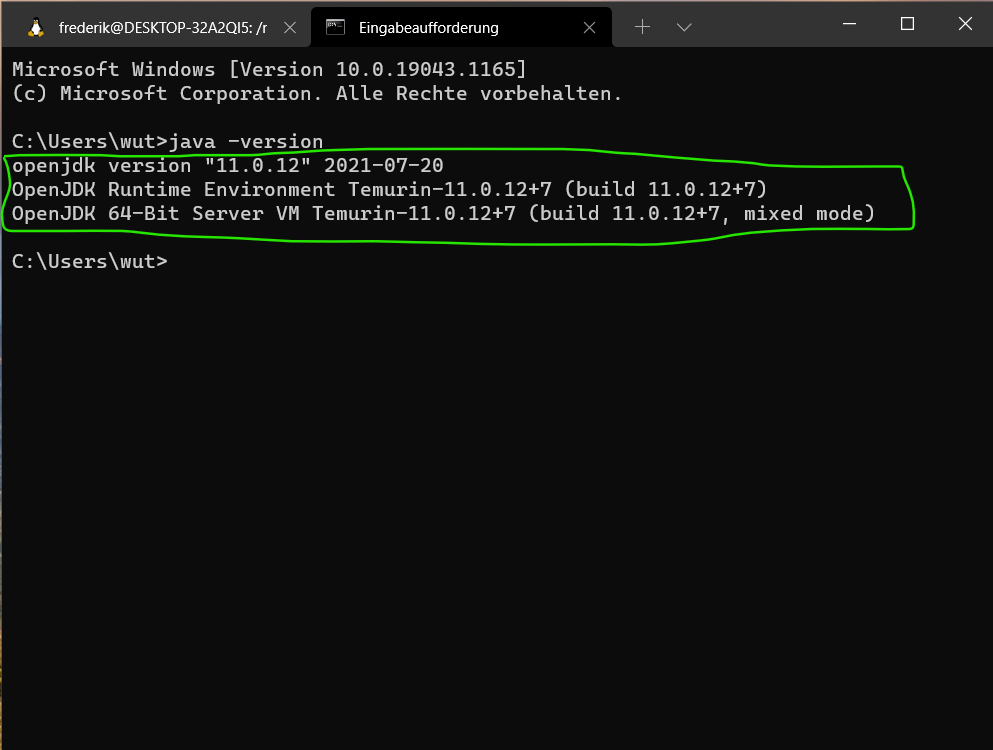 frederik@DESKTOP-32A2QI5: /r
Eingabeaufforderung
Microsoft Windows [Version 10.0.19043.1165]
(c) Microsoft Corporation. Alle Rechte vorbehalten.
C:\Users\wut>java -version
openjdk version "11.0.12" 2021-07-20
OpenJDK Runtime Environment Temurin-11.0.12+7 (build 11.0.12+7)
OpenJDK 64-Bit Server VM Temurin-11.0.12+7 (build 11.0.12+7, mixed mode)
C:\Users\wut>